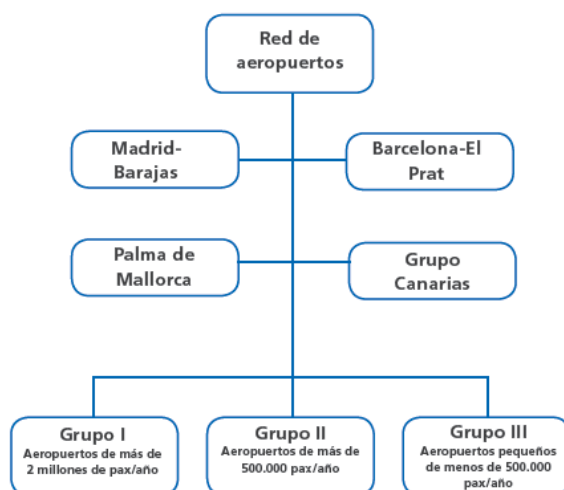 Red de
aeropuertos
Madrid-
Barajas
Barcelona-El
Prat
Palma de
Mallorca
Grupo
Canarias
Grupo I
Aeropuertos de más de
2 millones de pax/año
Grupo II
Aeropuertos de más de
500.000 pax/año
Grupo III
Aeropuertos pequeños
de menos de 500.000
pax/año